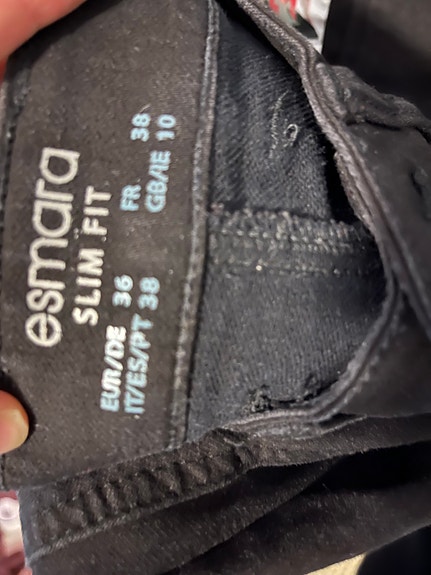 esmara
SLIM FIT
EUR/DE 36 FR 38
IT/ES/PT 38 GB/IE 10